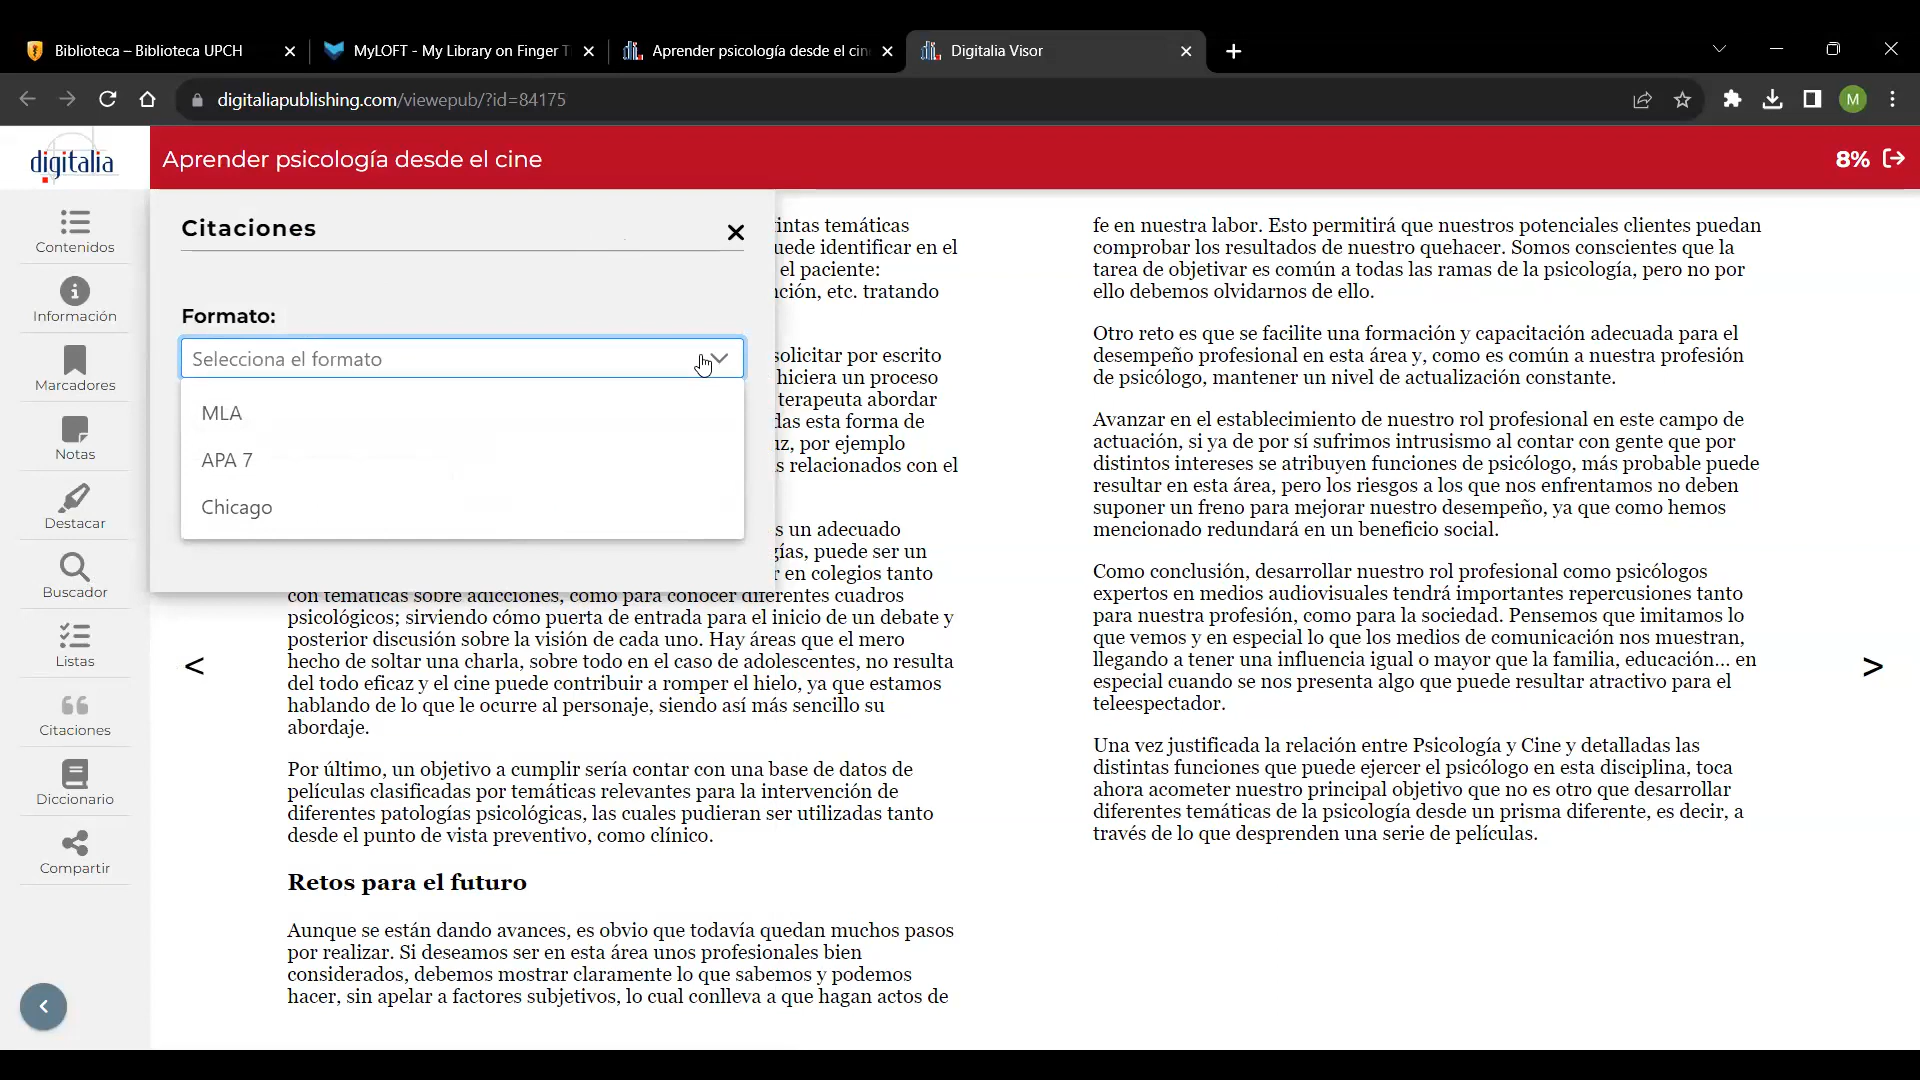 Biblioteca – Biblioteca UPCH
MyLOFT - My Library on Finger
Aprender psicología desde el cin
Digitalia Visor
digitaliapublishing.com/viewepub/?id=84175
M
digitalia
Aprender psicología desde el cine
8%
Contenidos
Información
Marcadores
Notas
Destacar
Buscador
Listas
Citaciones
Diccionario
Compartir
Citaciones
Formato:
Selecciona el formato
MLA
APA 7
Chicago
temáticas
identificar en el
el paciente:
etc. tratando
solicitar por escrito
hiciera un proceso
terapeuta abordar
esta forma de
por ejemplo
relacionados con el
un adecuado
puede ser un
en colegios tanto
con temáticas sobre adicciones, como para conocer diferentes cuadros
psicológicos; sirviendo cómo puerta de entrada para el inicio de un debate y
posterior discusión sobre la visión de cada uno. Hay áreas que el mero
hecho de soltar una charla, sobre todo en el caso de adolescentes, no resulta
del todo eficaz y el cine puede contribuir a romper el hielo, ya que estamos
hablando de lo que le ocurre al personaje, siendo así más sencillo su
abordaje.
Por último, un objetivo a cumplir sería contar con una base de datos de
películas clasificadas por temáticas relevantes para la intervención de
diferentes patologías psicológicas, las cuales pudieran ser utilizadas tanto
desde el punto de vista preventivo, como clínico.
Retos para el futuro
Aunque se están dando avances, es obvio que todavía quedan muchos pasos
por realizar. Si deseamos ser en esta área unos profesionales bien
considerados, debemos mostrar claramente lo que sabemos y podemos
hacer, sin apelar a factores subjetivos, lo cual conlleva a que hagan actos de
fe en nuestra labor. Esto permitirá que nuestros potenciales clientes puedan
comprobar los resultados de nuestro quehacer. Somos conscientes que la
tarea de objetivar es común a todas las ramas de la psicología, pero no por
ello debemos olvidarnos de ello.
Otro reto es que se facilite una formación y capacitación adecuada para el
desempeño profesional en esta área y, como es común a nuestra profesión
de psicólogo, mantener un nivel de actualización constante.
Avanzar en el establecimiento de nuestro rol profesional en este campo de
actuación, si ya de por sí sufrimos intrusismo al contar con gente que por
distintos intereses se atribuyen funciones de psicólogo, más probable puede
resultar en esta área, pero los riesgos a los que nos enfrentamos no deben
suponer un freno para mejorar nuestro desempeño, ya que como hemos
mencionado redundará en un beneficio social.
Como conclusión, desarrollar nuestro rol profesional como psicólogos
expertos en medios audiovisuales tendrá importantes repercusiones tanto
para nuestra profesión, como para la sociedad. Pensemos que imitamos lo
que vemos y en especial lo que los medios de comunicación nos muestran,
llegando a tener una influencia igual o mayor que la familia, educación... en
especial cuando se nos presenta algo que puede resultar atractivo para el
teleespectador.
Una vez justificada la relación entre Psicología y Cine y detalladas las
distintas funciones que puede ejercer el psicólogo en esta disciplina, toca
ahora acometer nuestro principal objetivo que no es otro que desarrollar
diferentes temáticas de la psicología desde un prisma diferente, es decir, a
través de lo que desprenden una serie de películas.